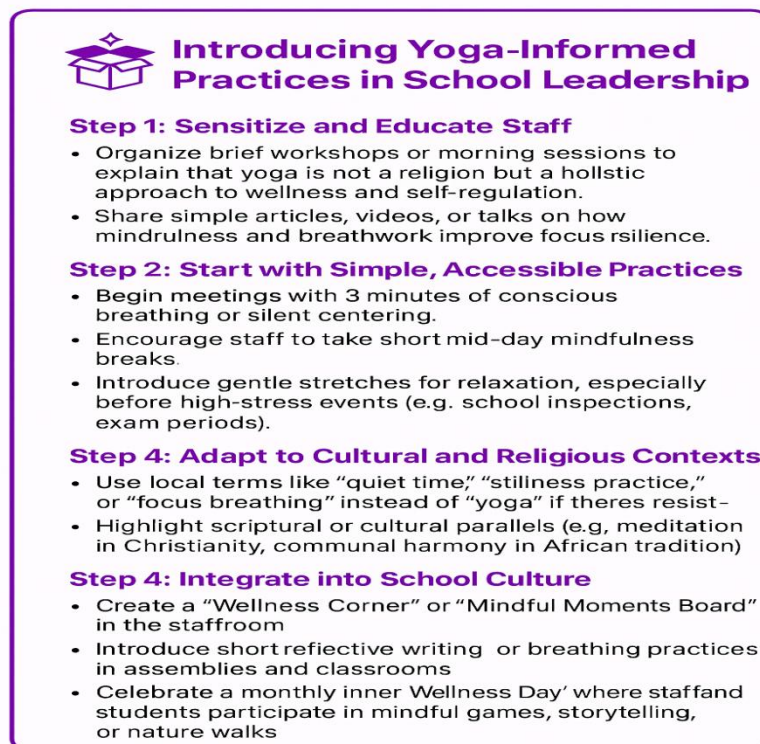 Introducing Yoga-Informed
Practices in School Leadership
Step 1: Sensitize and Educate Staff
• Organize brief workshops or morning sessions to
explain that yoga is not a religion but a holstic
approach to wellness and self-regulation.
• Share simple articles, videos, or talks on how
mindrulness and breathwork improve focus rsilience.
Step 2: Start with Simple, Accessible Practices
• Begin meetings with 3 minutes of conscious
breathing or silent centering.
• Encourage staff to take short mid-day mindfulness
breaks.
• Introduce gentle stretches for relaxation, especially
before high-stress events (e.g. school inspections,
exam periods).
Step 4: Adapt to Cultural and Religious Contexts
• Use local terms like “quiet time,” “stiliness practice,”
or “focus breathing” instead of “yoga” if theres resist-
• Highlight scriptural or cultural parallels (e.g, meditation
in Christianity, communal harmony in African tradition)
Step 4: Integrate into School Culture
• Create a “Wellness Corner” or “Mindful Moments Board”
in the staffroom
• Introduce short refiective writing or breathing practices
in assemblies and classrooms
• Celebrate a monthly inner Wellness Day’ where staffand
students participate in mindful games, storytelling,
or nature walks